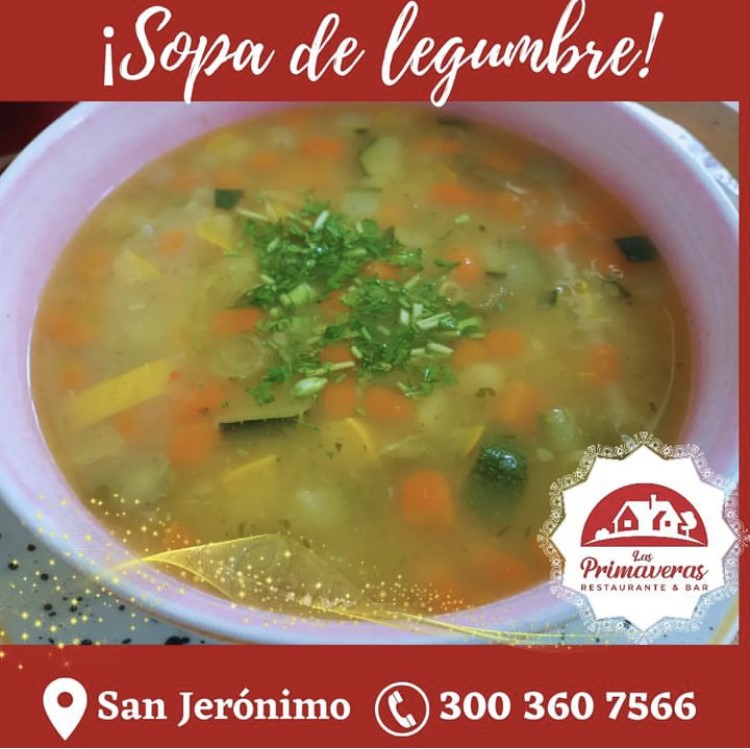 ¡Sopa de legumbre!
Las
Primaveras
RESTAURANTE & BAR
San Jerónimo
300 360 7566